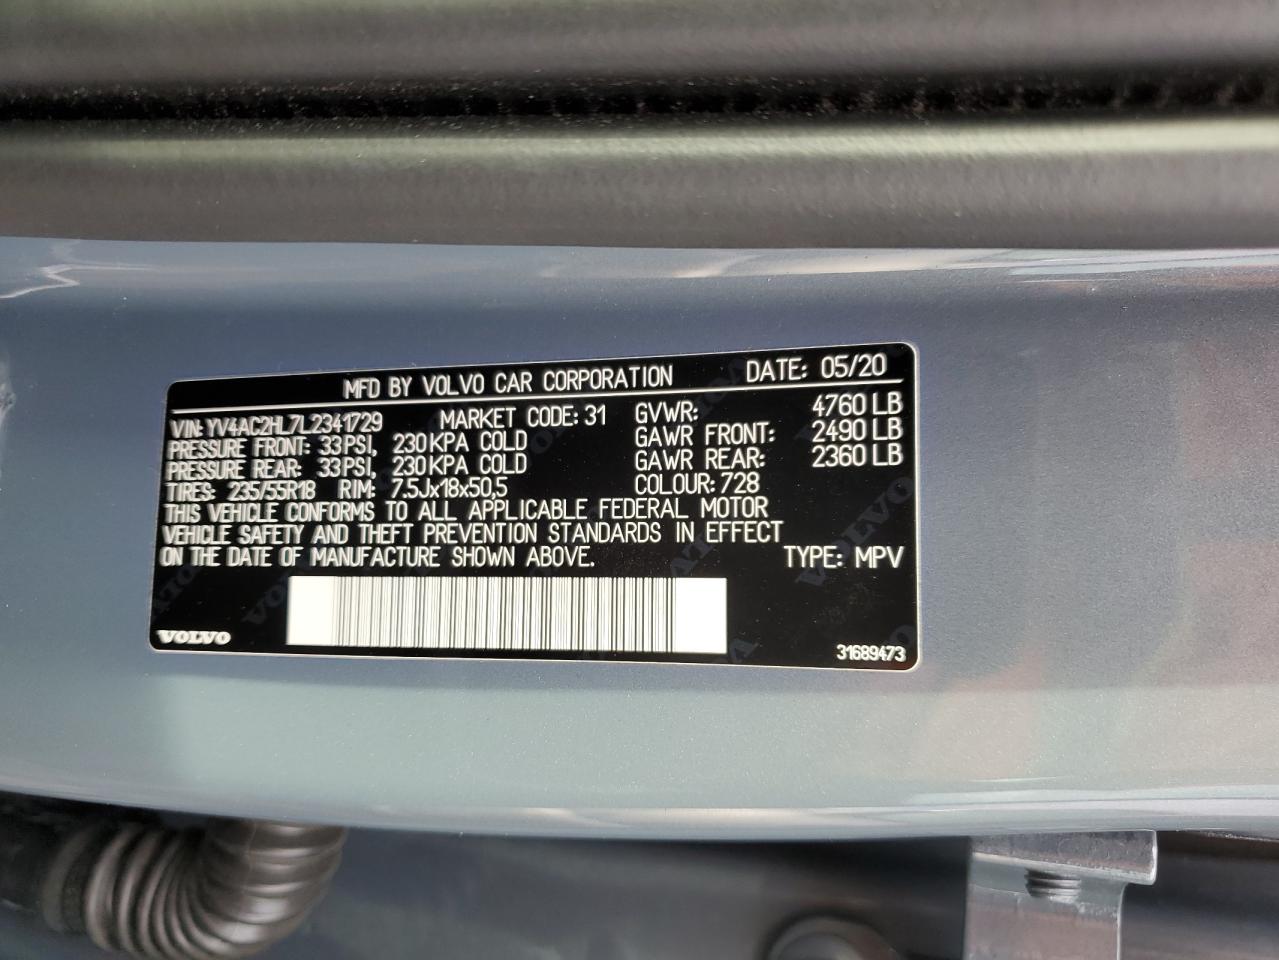 MFD BY VOLVO CAR CORPORATION DATE: 05/20
VIN: YV4AC2HL7L2341729 MARKET CODE: 31 GVWR: 4760 LB
PRESSURE FRONT: 33 PSI, 230 KPA COLD GAWR FRONT: 2490 LB
PRESSURE REAR: 33 PSI, 230 KPA COLD GAWR REAR: 2360 LB
TIRES: 235/55R18 RIM: 7.5Jx18x50,5 COLOUR: 728
THIS VEHICLE CONFORMS TO ALL APPLICABLE FEDERAL MOTOR
VEHICLE SAFETY AND THEFT PREVENTION STANDARDS IN EFFECT
ON THE DATE OF MANUFACTURE SHOWN ABOVE. TYPE: MPV
VOLVO 31689473